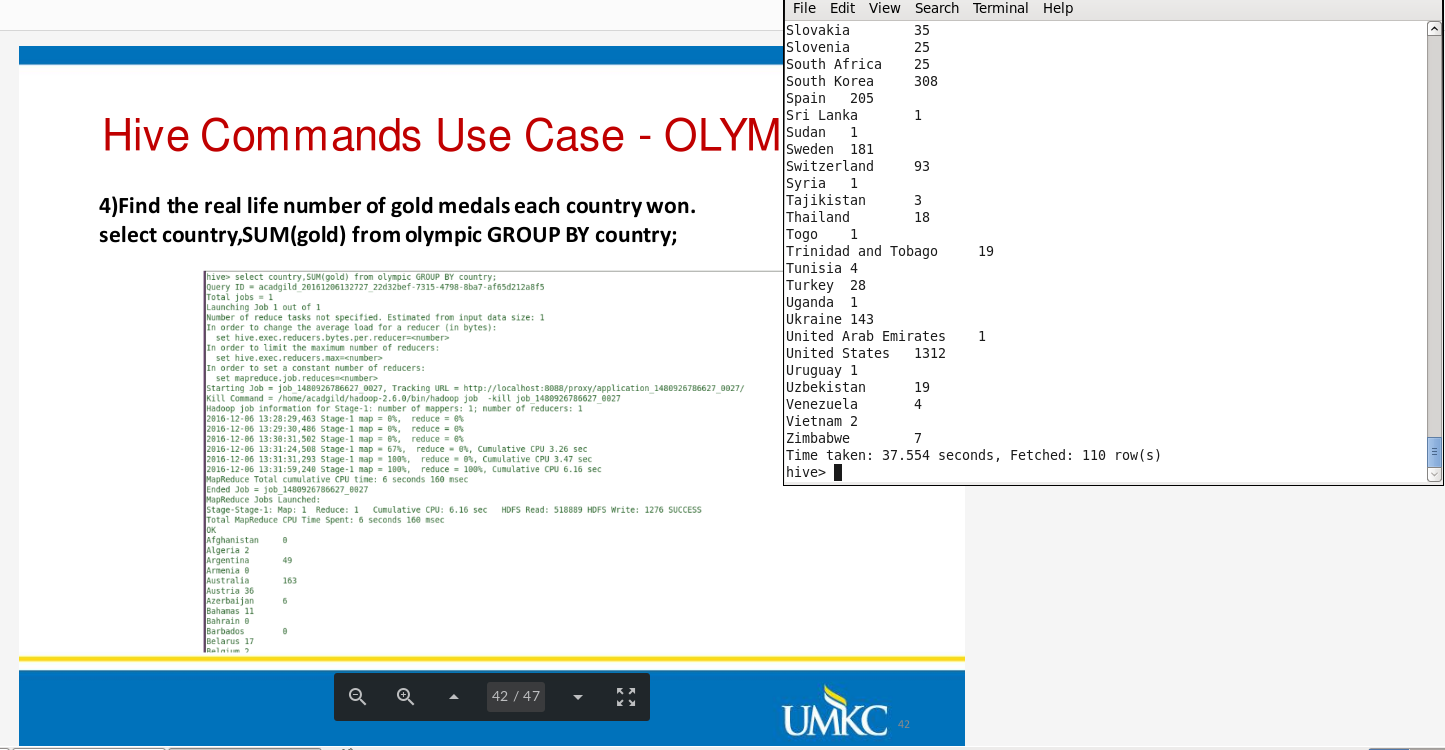 Hive Commands Use Case - OLYM
4)Find the real life number of gold medals each country won.
select country,SUM(gold) from olympic GROUP BY country;
hive> select country,SUM(gold) from olympic GROUP BY country;
Query ID = acadgild_20161206132727_22d32bef-7315-4798-8ba7-af65d212a8f5
Total jobs = 1
Launching Job 1 out of 1
Number of reduce tasks not specified. Estimated from input data size: 1
In order to change the average load for a reducer (in bytes):
  set hive.exec.reducers.bytes.per.reducer=<number>
In order to limit the maximum number of reducers:
  set hive.exec.reducers.max=<number>
In order to set a constant number of reducers:
  set mapreduce.job.reduces=<number>
Starting Job = job_1480926786627_0027, Tracking URL = http://localhost:8088/proxy/application_1480926786627_0027/
Kill Command = /home/acadgild/hadoop-2.6.0/bin/hadoop job  -kill job_1480926786627_0027
Hadoop job information for Stage-1: number of mappers: 1; number of reducers: 1
2016-12-06 13:28:29,463 Stage-1 map = 0%,  reduce = 0%
2016-12-06 13:29:30,486 Stage-1 map = 0%,  reduce = 0%
2016-12-06 13:30:31,502 Stage-1 map = 0%,  reduce = 0%
2016-12-06 13:31:24,508 Stage-1 map = 67%,  reduce = 0%, Cumulative CPU 3.26 sec
2016-12-06 13:31:31,293 Stage-1 map = 100%,  reduce = 0%, Cumulative CPU 3.47 sec
2016-12-06 13:31:59,240 Stage-1 map = 100%,  reduce = 100%, Cumulative CPU 6.16 sec
MapReduce Total cumulative CPU time: 6 seconds 160 msec
Ended Job = job_1480926786627_0027
MapReduce Jobs Launched:
Stage-Stage-1: Map: 1  Reduce: 1   Cumulative CPU: 6.16 sec   HDFS Read: 518889 HDFS Write: 1276 SUCCESS
Total MapReduce CPU Time Spent: 6 seconds 160 msec
OK
Afghanistan 0
Algeria 2
Argentina 49
Armenia 0
Australia 163
Austria 36
Azerbaijan 6
Bahamas 11
Bahrain 0
Barbados 0
Belarus 17
Belgium 2
42 / 47
UMKC
42
File Edit View Search Terminal Help
Slovakia 35
Slovenia 25
South Africa 25
South Korea 308
Spain 205
Sri Lanka 1
Sudan 1
Sweden 181
Switzerland 93
Syria 1
Tajikistan 3
Thailand 18
Togo 1
Trinidad and Tobago 19
Tunisia 4
Turkey 28
Uganda 1
Ukraine 143
United Arab Emirates 1
United States 1312
Uruguay 1
Uzbekistan 19
Venezuela 4
Vietnam 2
Zimbabwe 7
Time taken: 37.554 seconds, Fetched: 110 row(s)
hive>